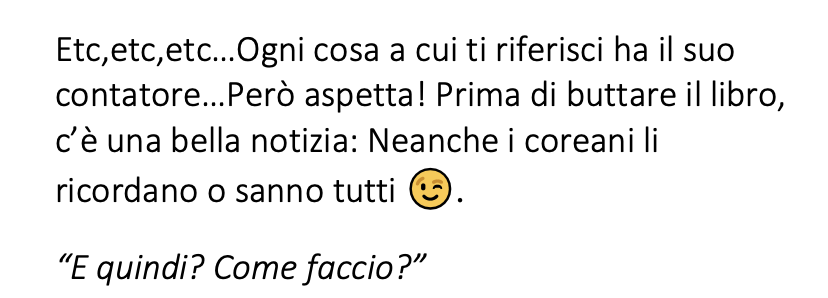 Etc,etc,etc...Ogni cosa a cui ti riferisci ha il suo
contatore...Però aspetta! Prima di buttare il libro,
c’è una bella notizia: Neanche i coreani li
ricordano o sanno tutti 😉.
“E quindi? Come faccio?”